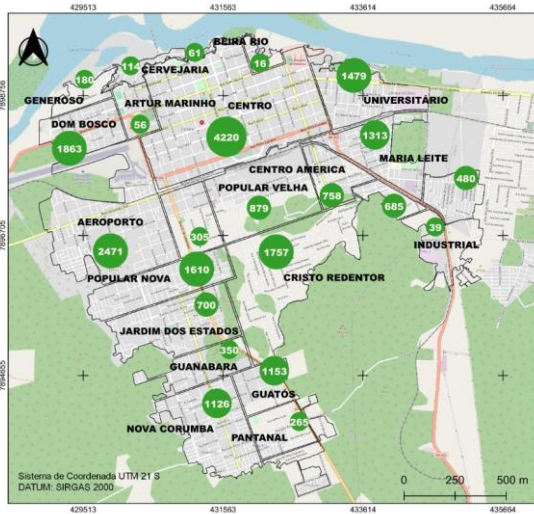 429513 431563 433614 435664
BEIRA RIO
61
16
114
CERVEJARIA
180
1479
GENEROSO
ARTUR MARINHO
CENTRO
UNIVERSITÁRIO
7898756
DOM BOSCO
56
1863
4220
1313
MARIA LEITE
CENTRO AMÉRICA
POPULAR VELHA
480
879
758
685
AEROPORTO
305
39
INDUSTRIAL
7896705
2471
1610
1757
POPULAR NOVA
CRISTO REDENTOR
700
JARDIM DOS ESTADOS
350
GUANABARA
1153
7894655
GUATÓS
1126
NOVA CORUMBA
265
PANTANAL
Sistema de Coordenada UTM 21 S
DATUM: SIRGAS 2000
0 250 500 m
429513 431563 433614 435664